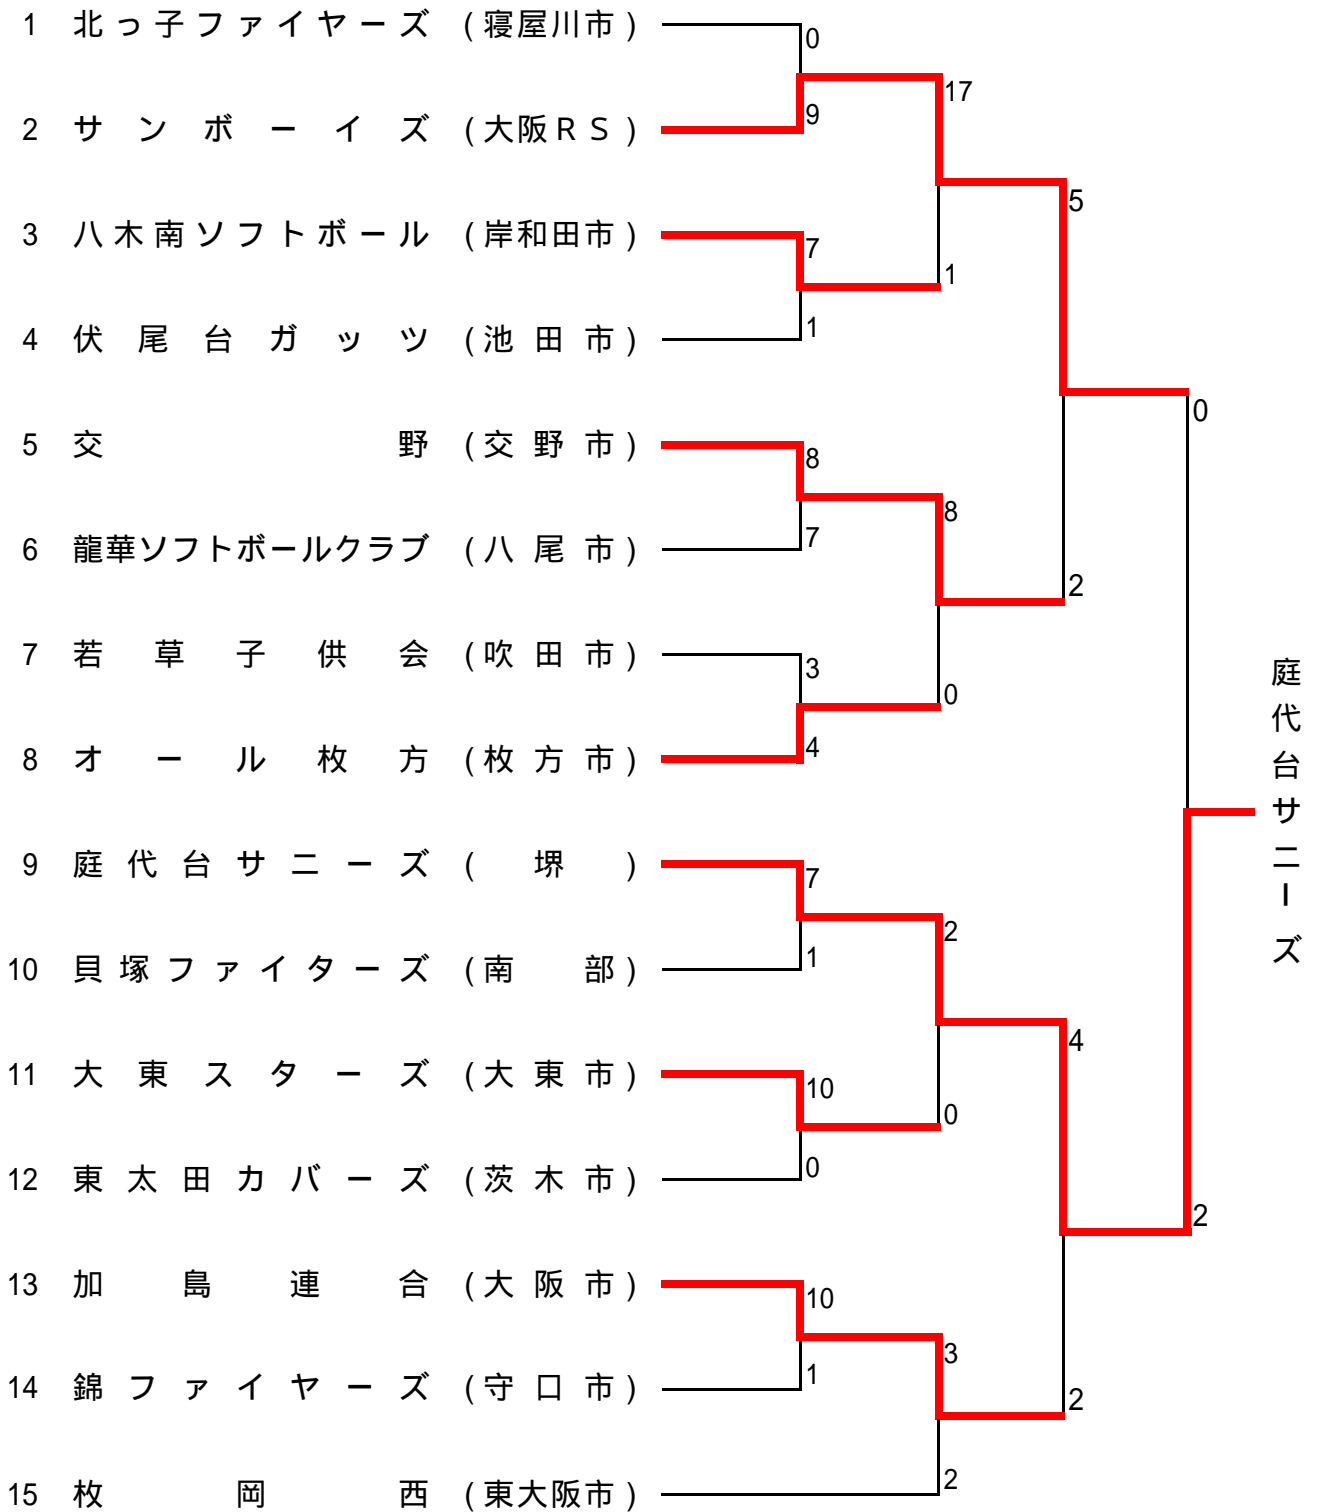 1 北っ子ファイヤーズ (寝屋川市)
0
17
9
2 サンボーイズ (大阪RS)
5
3 八木南ソフトボール (岸和田市)
7
1
1
4 伏尾台ガッツ (池田市)
0
5 交野 (交野市)
8
8
7
6 龍華ソフトボールクラブ (八尾市)
2
7 若草子供会 (吹田市)
3
0
4
8 オール枚方 (枚方市)
庭代台サニーズ
9 庭代台サニーズ (堺)
7
2
1
10 貝塚ファイターズ (南部)
4
11 大東スターズ (大東市)
10
0
0
12 東太田カバーズ (茨木市)
2
13 加島連合 (大阪市)
10
3
1
14 錦ファイヤーズ (守口市)
2
2
15 枚岡西 (東大阪市)